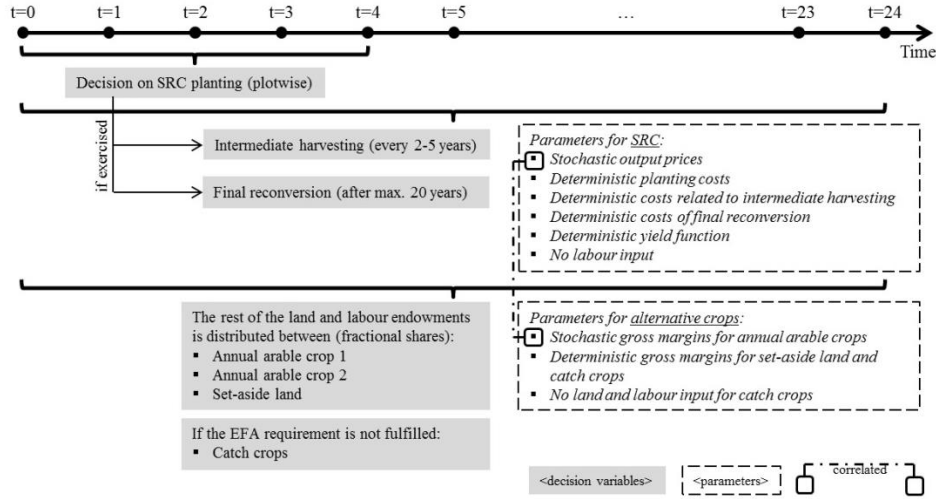 t=0 t=1 t=2 t=3 t=4 t=5 … t=23 t=24
Time
Decision on SRC planting (plotwise)
if exercised
Intermediate harvesting (every 2-5 years)
Final reconversion (after max. 20 years)
Parameters for SRC:
▪ Stochastic output prices
▪ Deterministic planting costs
▪ Deterministic costs related to intermediate harvesting
▪ Deterministic costs of final reconversion
▪ Deterministic yield function
▪ No labour input
The rest of the land and labour endowments
is distributed between (fractional shares):
▪ Annual arable crop 1
▪ Annual arable crop 2
▪ Set-aside land
If the EFA requirement is not fulfilled:
▪ Catch crops
Parameters for alternative crops:
▪ Stochastic gross margins for annual arable crops
▪ Deterministic gross margins for set-aside land and
catch crops
▪ No land and labour input for catch crops
<decision variables>
<parameters>
correlated